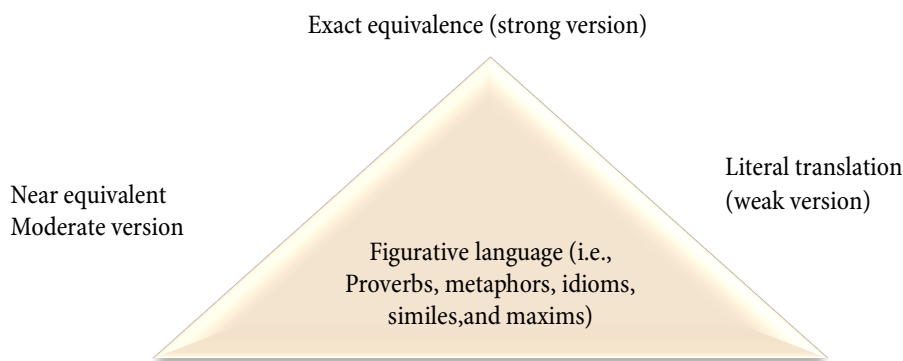 Exact equivalence (strong version)
Near equivalent
Moderate version
Literal translation
(weak version)
Figurative language (i.e.,
Proverbs, metaphors, idioms,
similes,and maxims)